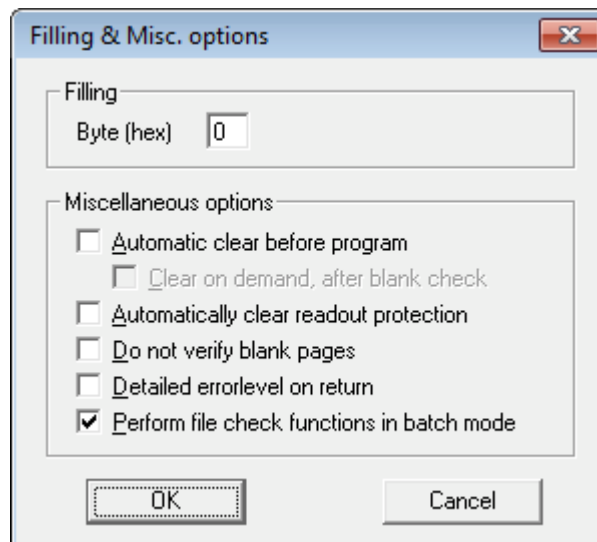 Filling & Misc. options
Filling
Byte (hex) 0
Miscellaneous options
Automatic clear before program
Clear on demand, after blank check
Automatically clear readout protection
Do not verify blank pages
Detailed errorlevel on return
Perform file check functions in batch mode
OK Cancel